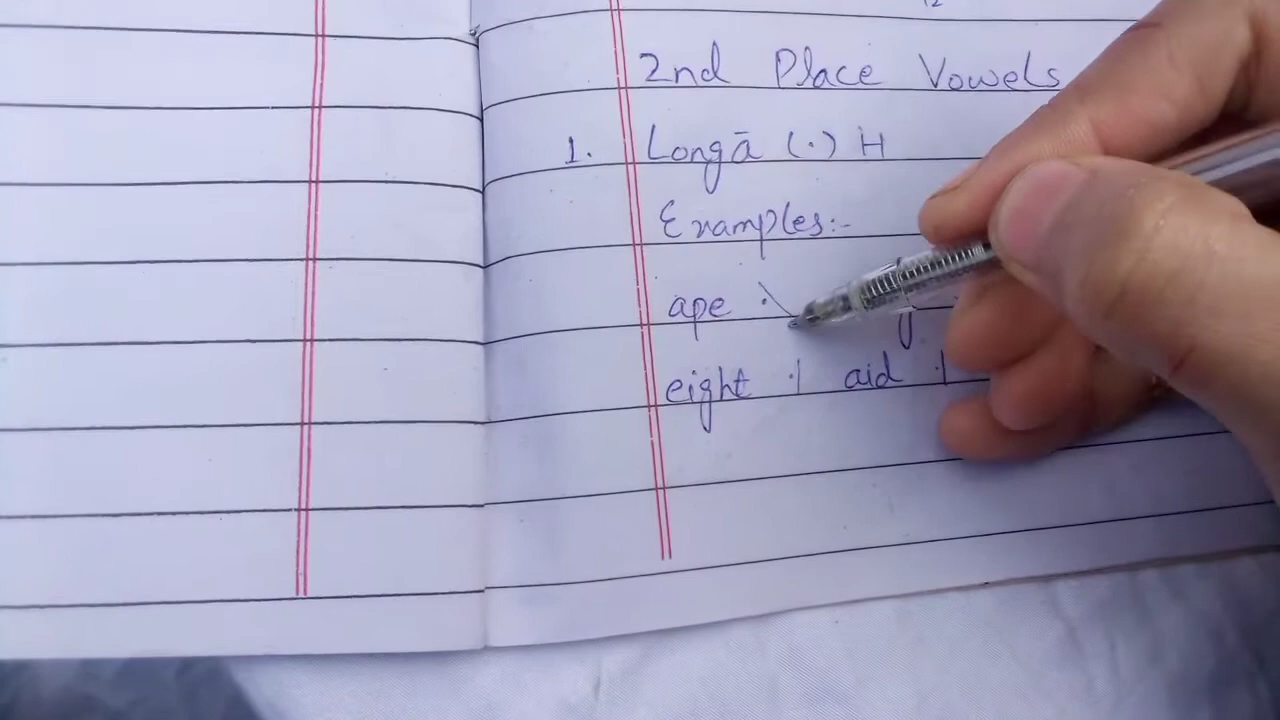 2nd Place Vowels
1. Long ā (·) H
Examples:-
ape
eight aid